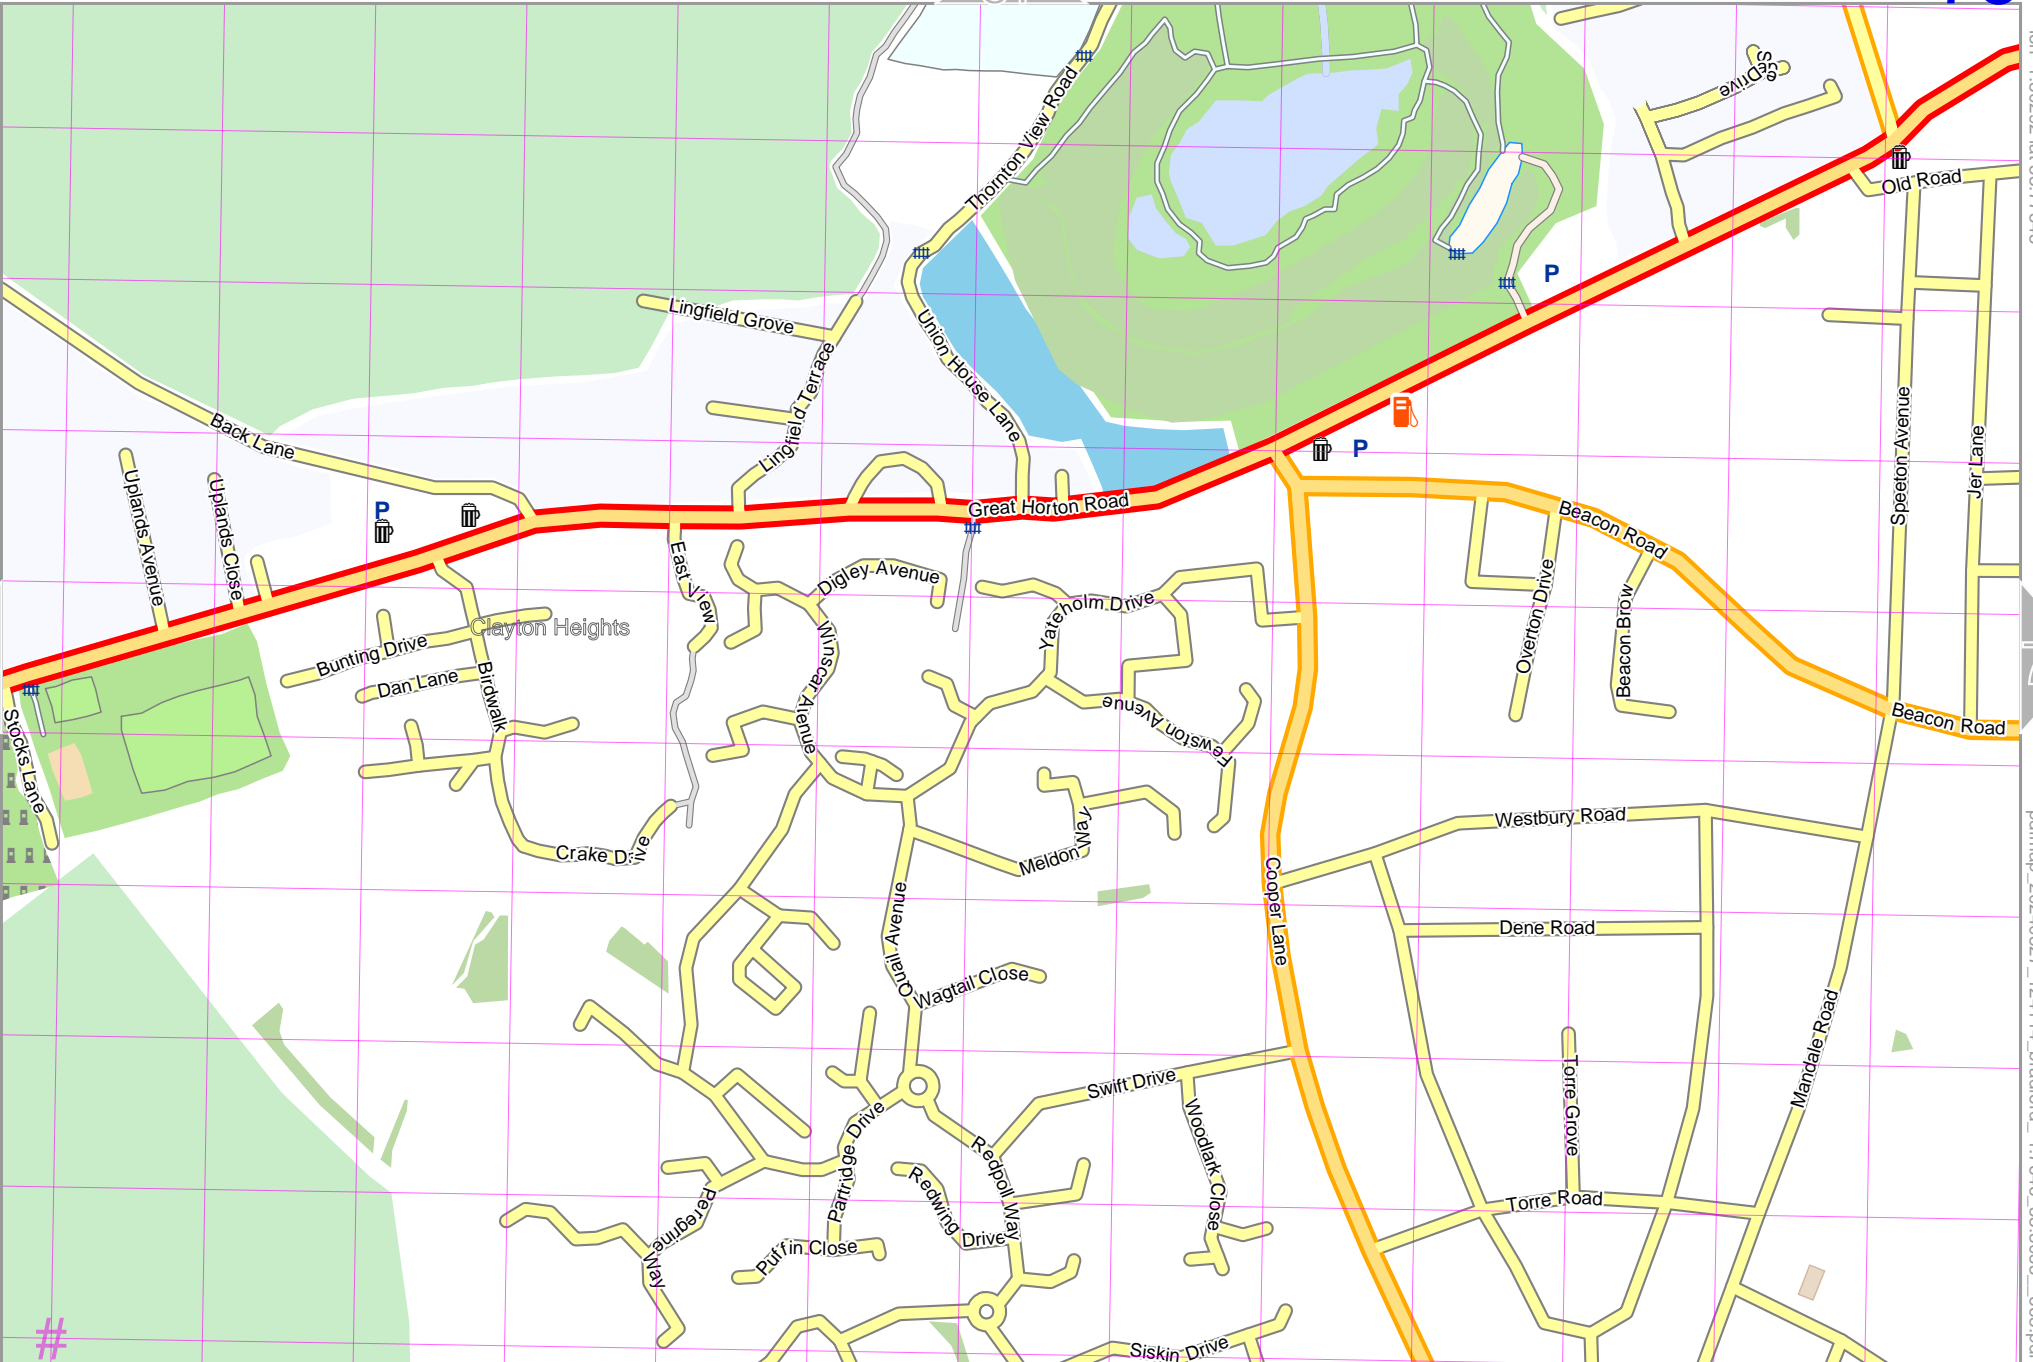 Sage Drive
Thornton View Road
Old Road
P
Lingfield Grove
Union House Lane
Lingfield Terrace
P
Back Lane
Speeton Avenue
Jer Lane
Uplands Avenue
Uplands Close
P
Great Horton Road
Beacon Road
East View
Digley Avenue
Yateholm Drive
Overton Drive
Beacon Brow
Clayton Heights
Bunting Drive
Dan Lane
Birdwalk
Winscar Avenue
Fewston Avenue
Beacon Road
Stocks Lane
Crake Drive
Meldon Way
Westbury Road
Cooper Lane
Quail Avenue
Dene Road
Wagtail Close
Mandale Road
Swift Drive
Torre Grove
Woodlark Close
Partridge Drive
Redpoll Way
Redwing Drive
Peregrine Way
Puffin Close
Torre Road
Siskin Drive
#